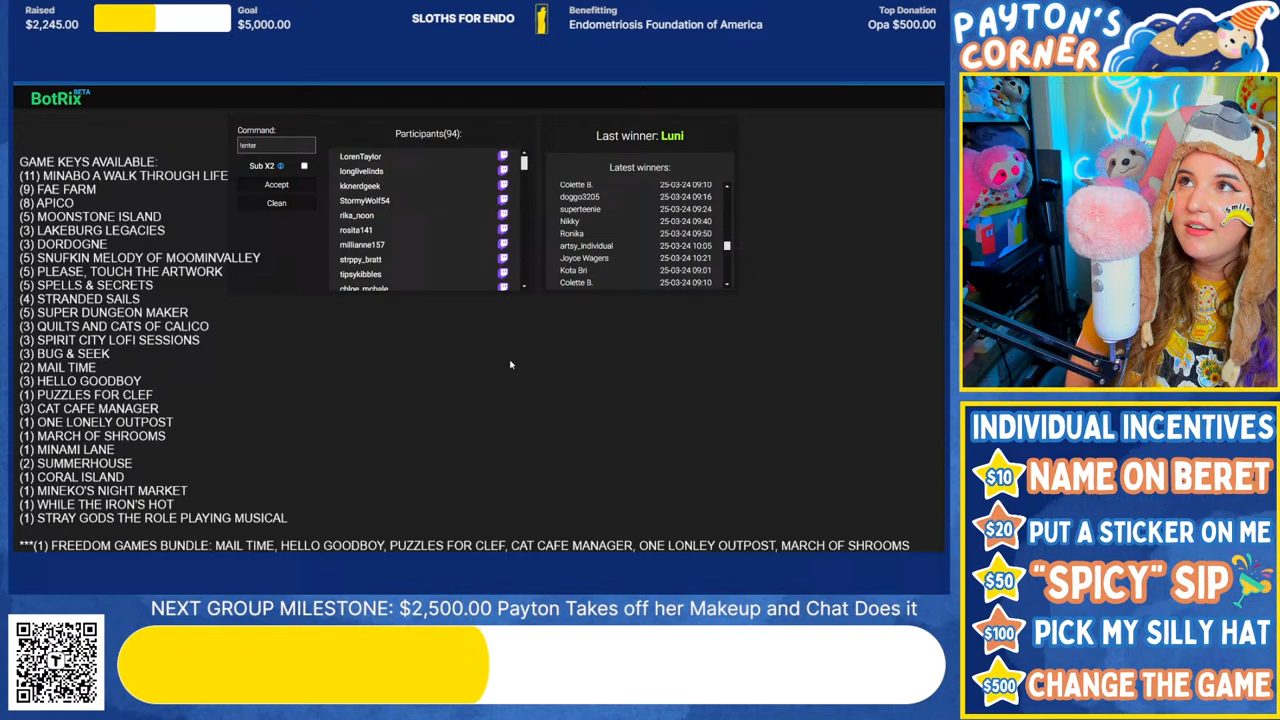 Raised
$2,245.00
Goal
$5,000.00
SLOTHS FOR ENDO
Benefitting
Endometriosis Foundation of America
Top Donation
Opa $500.00
PAYTON'S
CORNER
BotRix BETA
Command:
!enter
Sub X2
Accept
Clean
Participants(94):
LorenTaylor
longlivelinds
kknerdgeek
StormyWolf54
rika_noon
rosita141
millianne157
strppy_bratt
tipsykibbles
chloe_mchale
Last winner: Luni
Latest winners:
Colette B. 25-03-24 09:10
doggo3205 25-03-24 09:16
superteenie 25-03-24 09:24
Nikky 25-03-24 09:40
Ronika 25-03-24 09:50
artsy_individual 25-03-24 10:05
Joyce Wagers 25-03-24 10:21
Kota Bri 25-03-24 09:01
Colette B. 25-03-24 09:10
GAME KEYS AVAILABLE:
(11) MINABO A WALK THROUGH LIFE
(9) FAE FARM
(8) APICO
(5) MOONSTONE ISLAND
(3) LAKEBURG LEGACIES
(3) DORDOGNE
(5) SNUFKIN MELODY OF MOOMINVALLEY
(5) PLEASE, TOUCH THE ARTWORK
(5) SPELLS & SECRETS
(4) STRANDED SAILS
(5) SUPER DUNGEON MAKER
(3) QUILTS AND CATS OF CALICO
(3) SPIRIT CITY LOFI SESSIONS
(3) BUG & SEEK
(2) MAIL TIME
(3) HELLO GOODBOY
(1) PUZZLES FOR CLEF
(3) CAT CAFE MANAGER
(1) ONE LONELY OUTPOST
(1) MARCH OF SHROOMS
(1) MINAMI LANE
(2) SUMMERHOUSE
(1) CORAL ISLAND
(1) MINEKO'S NIGHT MARKET
(1) WHILE THE IRON'S HOT
(1) STRAY GODS THE ROLE PLAYING MUSICAL
***(1) FREEDOM GAMES BUNDLE: MAIL TIME, HELLO GOODBOY, PUZZLES FOR CLEF, CAT CAFE MANAGER, ONE LONLEY OUTPOST, MARCH OF SHROOMS
Smile
INDIVIDUAL INCENTIVES
$10 NAME ON BERET
$20 PUT A STICKER ON ME
$50 "SPICY" SIP
$100 PICK MY SILLY HAT
$500 CHANGE THE GAME
NEXT GROUP MILESTONE: $2,500.00 Payton Takes off her Makeup and Chat Does it